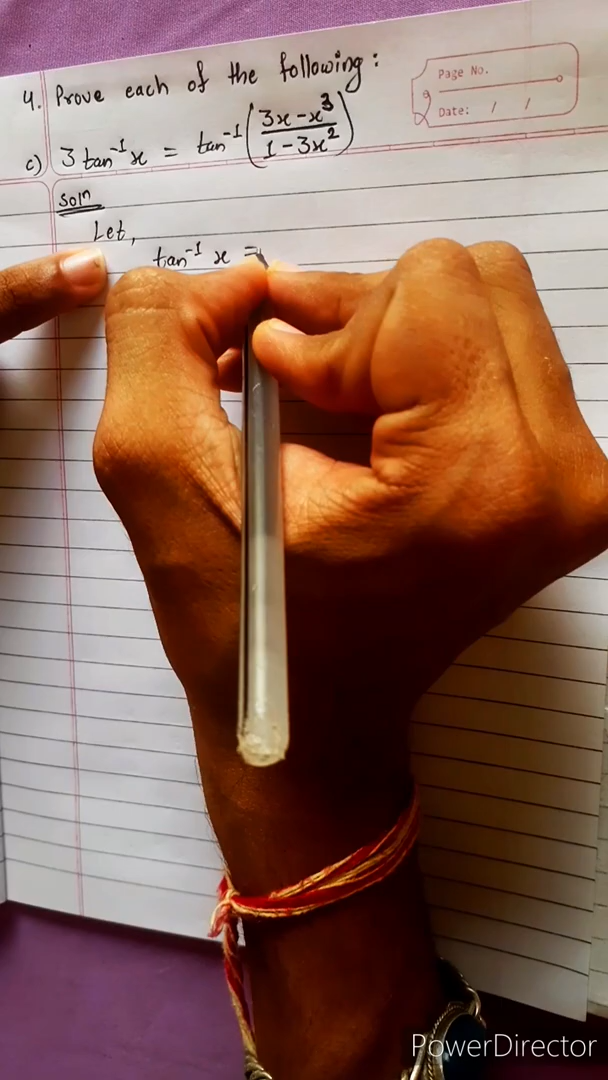 4. Prove each of the following:
Page No.
Date: / /
c) 3 tan⁻¹ x = tan⁻¹ (3x - x³ / 1 - 3x²)
Soln
Let,
tan⁻¹ x =
PowerDirector